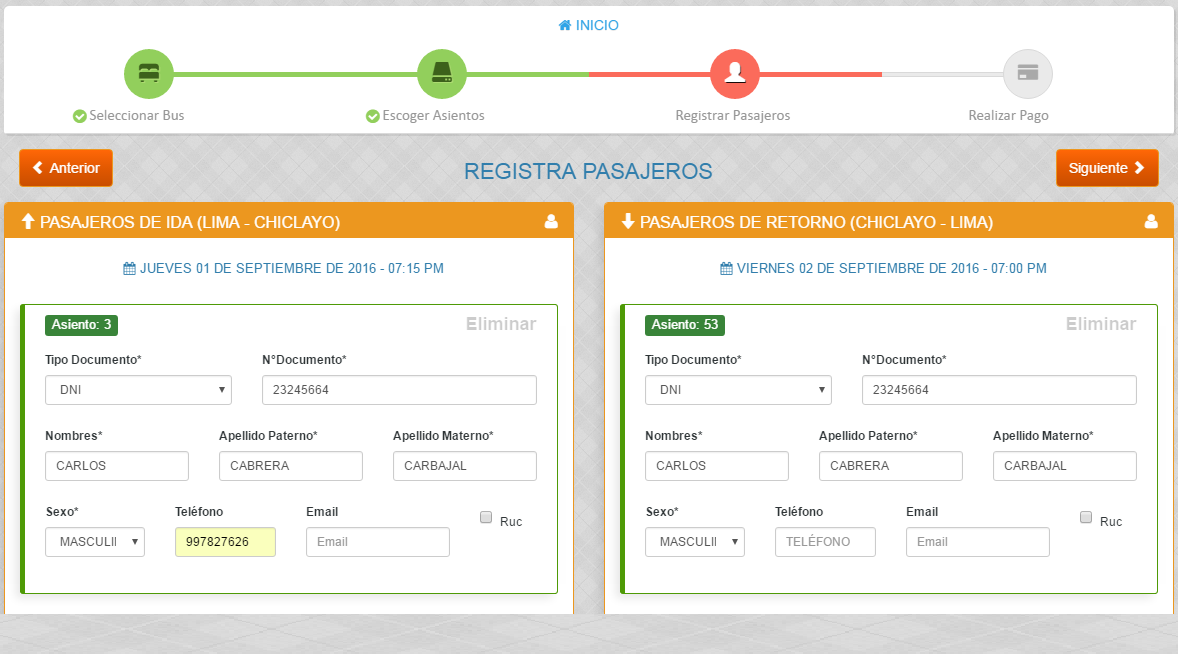 INICIO
Seleccionar Bus
Escoger Asientos
Registrar Pasajeros
Realizar Pago
Anterior
REGISTRA PASAJEROS
Siguiente
PASAJEROS DE IDA (LIMA - CHICLAYO)
JUEVES 01 DE SEPTIEMBRE DE 2016 - 07:15 PM
Asiento: 3 Eliminar
Tipo Documento* N°Documento*
DNI 23245664
Nombres* Apellido Paterno* Apellido Materno*
CARLOS CABRERA CARBAJAL
Sexo* Teléfono Email
Ruc
MASCULII 997827626 Email
PASAJEROS DE RETORNO (CHICLAYO - LIMA)
VIERNES 02 DE SEPTIEMBRE DE 2016 - 07:00 PM
Asiento: 53 Eliminar
Tipo Documento* N°Documento*
DNI 23245664
Nombres* Apellido Paterno* Apellido Materno*
CARLOS CABRERA CARBAJAL
Sexo* Teléfono Email
Ruc
MASCULII TELÉFONO Email